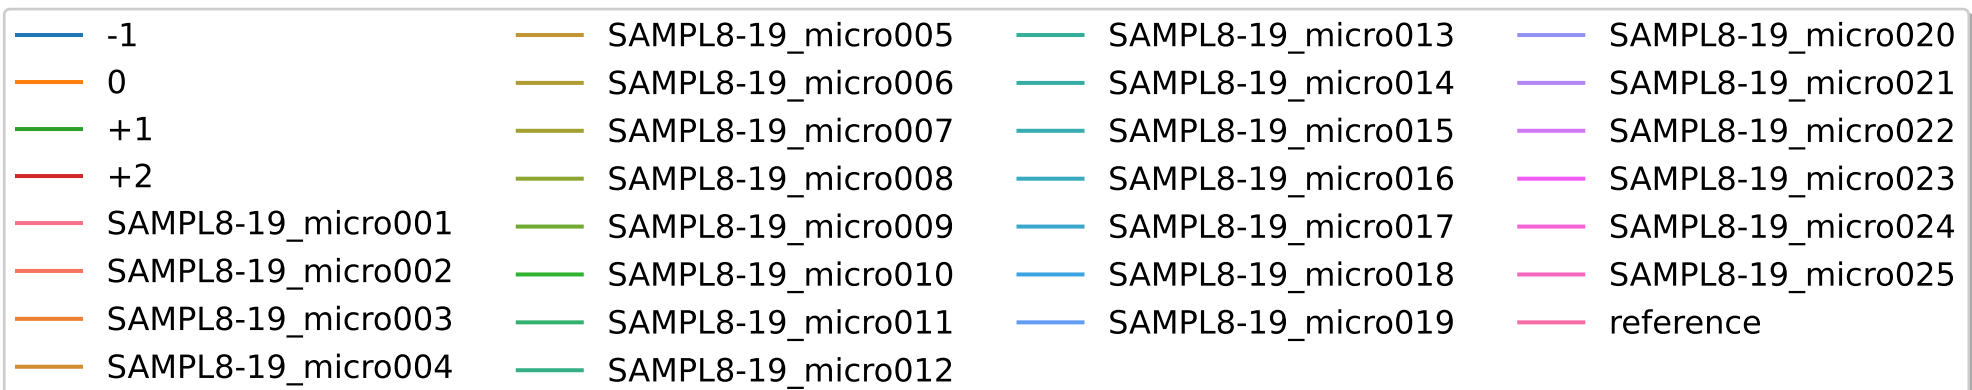 -1
0
+1
+2
SAMPL8-19_micro001
SAMPL8-19_micro002
SAMPL8-19_micro003
SAMPL8-19_micro004
SAMPL8-19_micro005
SAMPL8-19_micro006
SAMPL8-19_micro007
SAMPL8-19_micro008
SAMPL8-19_micro009
SAMPL8-19_micro010
SAMPL8-19_micro011
SAMPL8-19_micro012
SAMPL8-19_micro013
SAMPL8-19_micro014
SAMPL8-19_micro015
SAMPL8-19_micro016
SAMPL8-19_micro017
SAMPL8-19_micro018
SAMPL8-19_micro019
SAMPL8-19_micro020
SAMPL8-19_micro021
SAMPL8-19_micro022
SAMPL8-19_micro023
SAMPL8-19_micro024
SAMPL8-19_micro025
reference